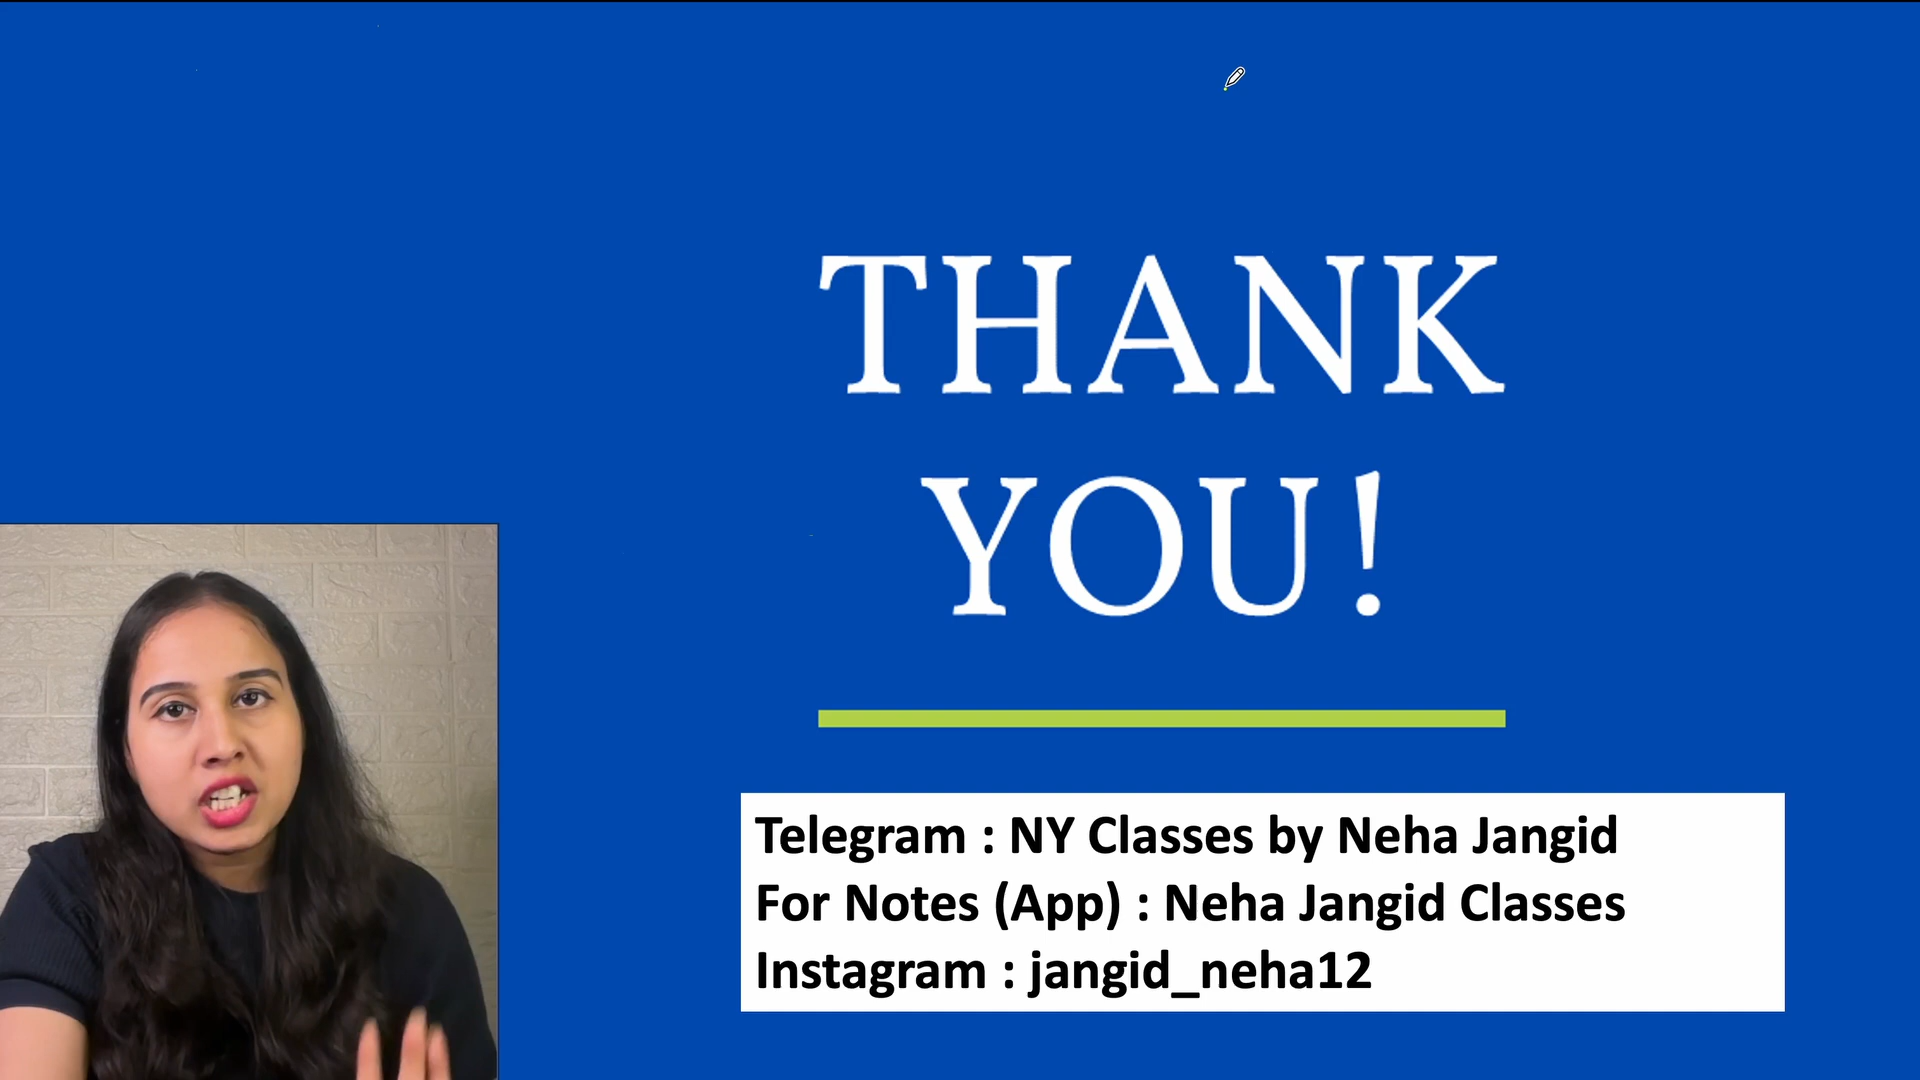 THANK
YOU!
Telegram : NY Classes by Neha Jangid
For Notes (App) : Neha Jangid Classes
Instagram : jangid_neha12